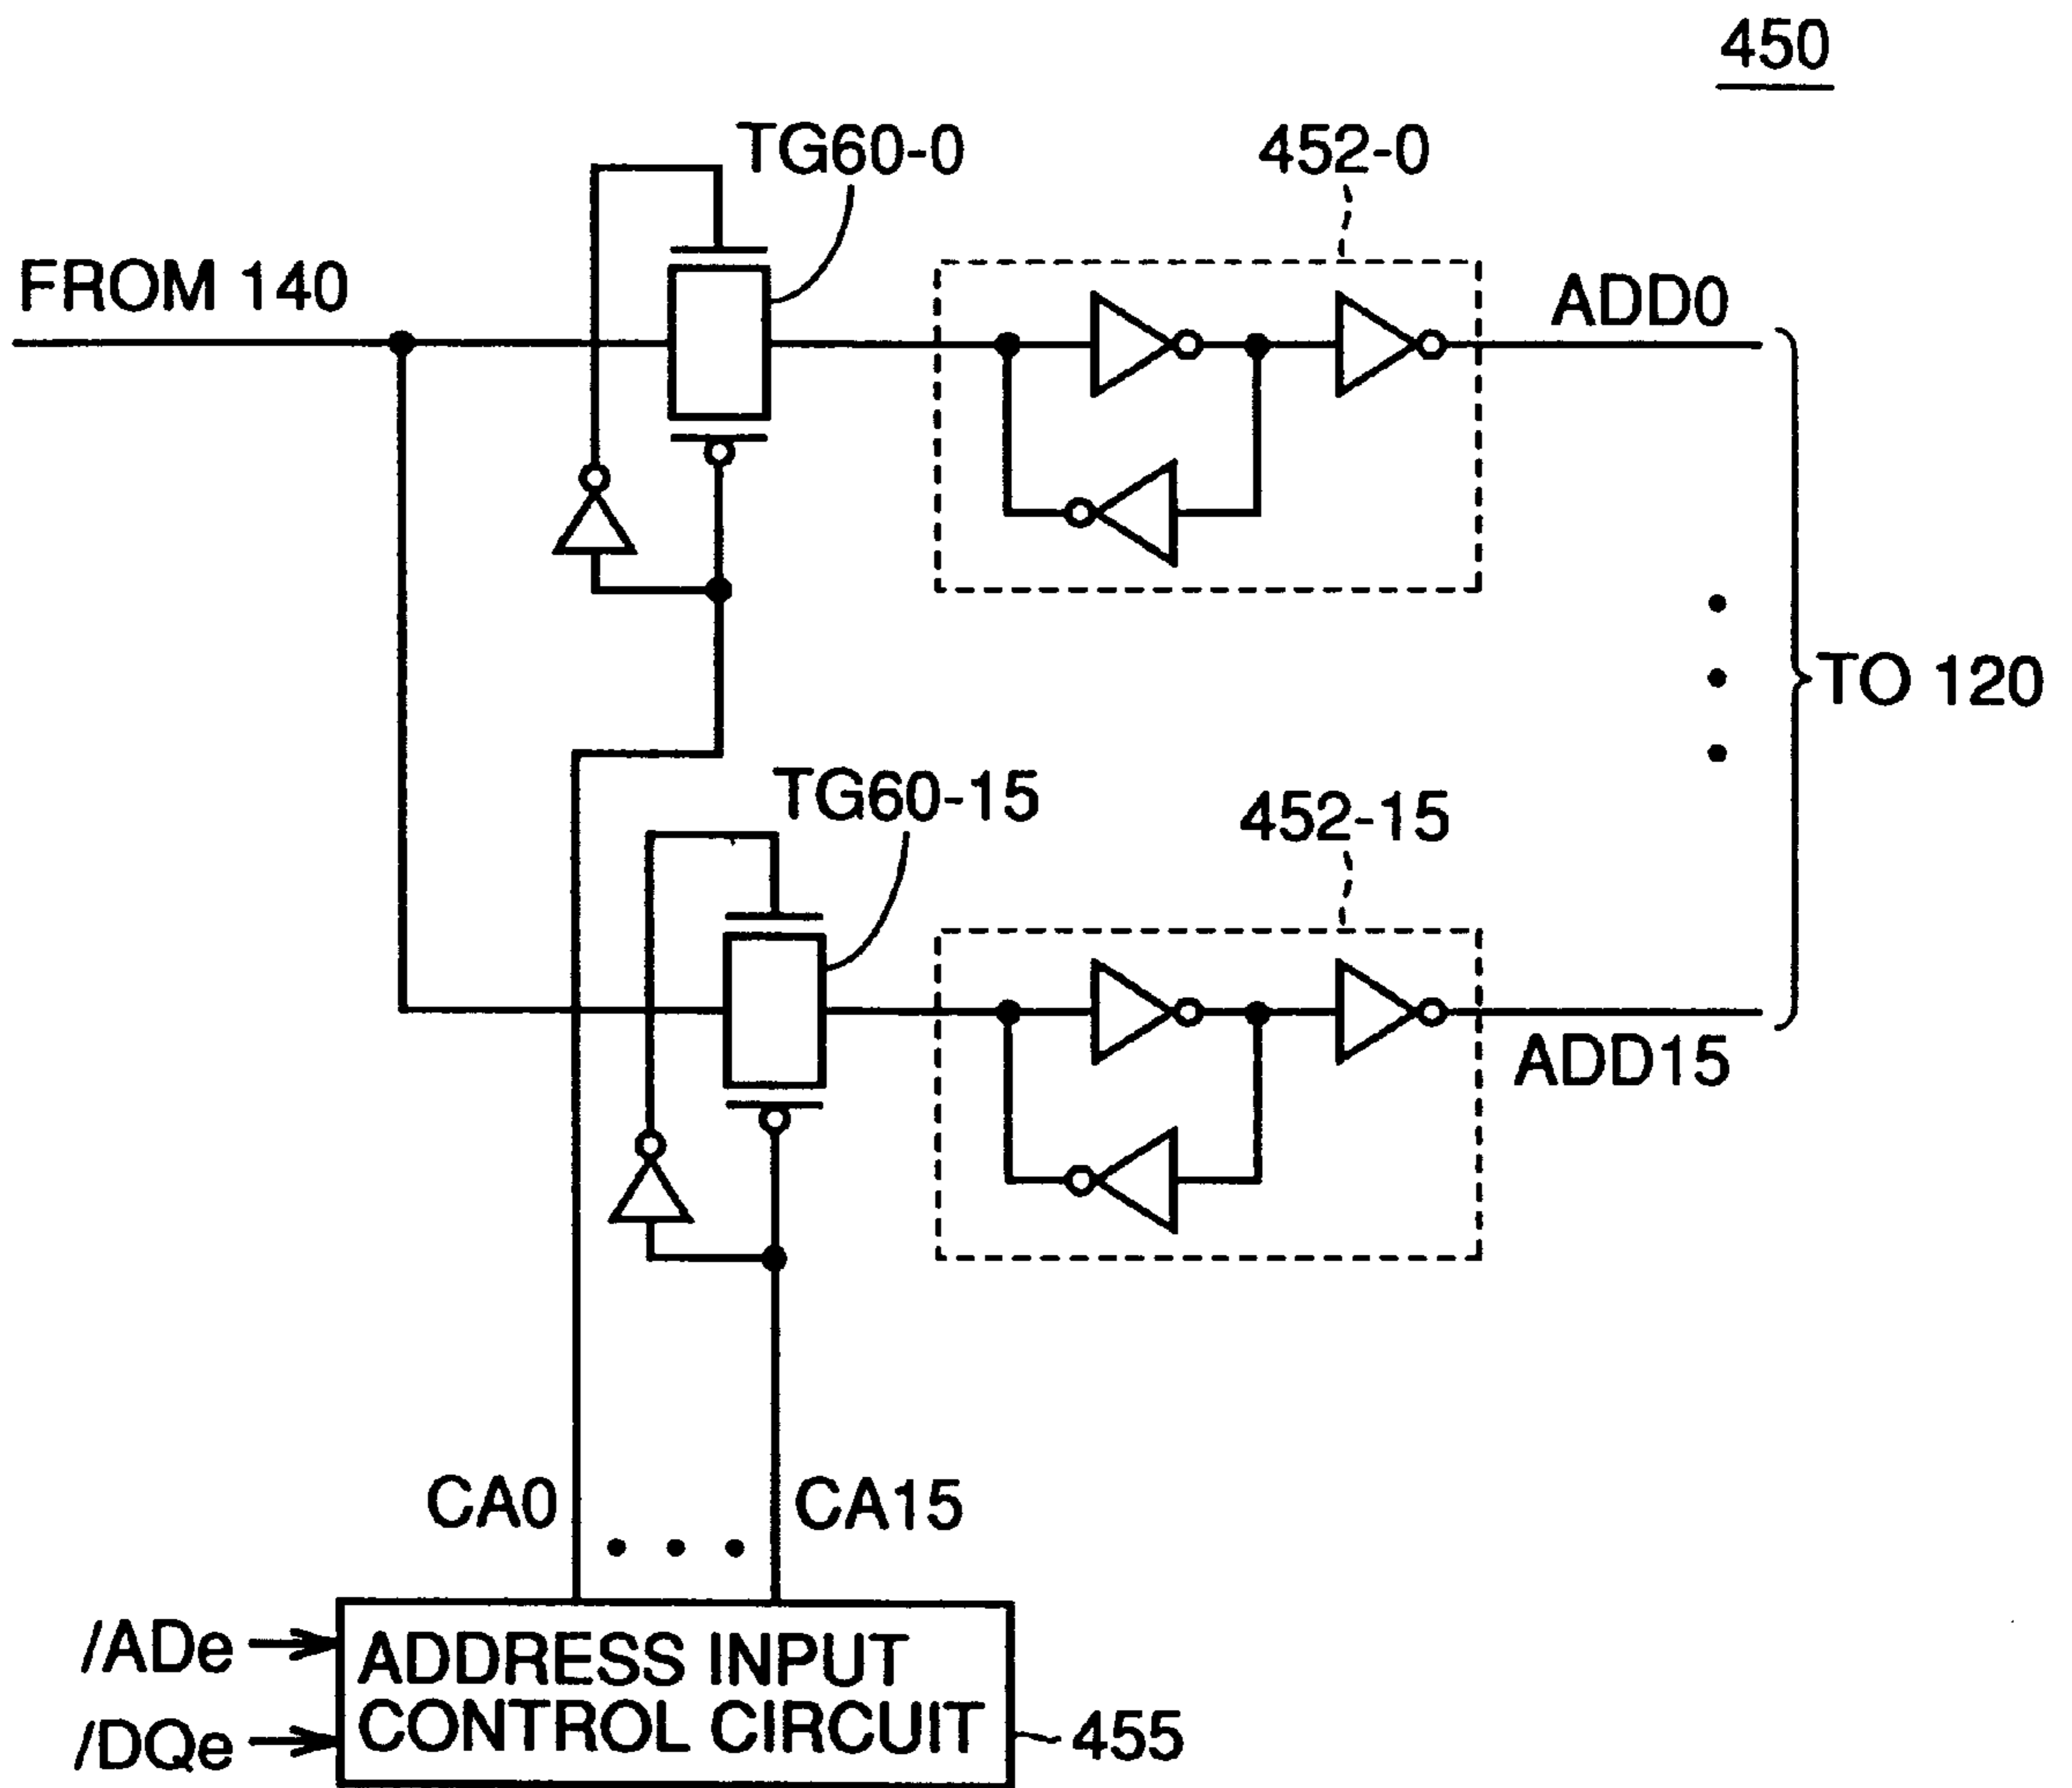 450
TG60-0
452-0
FROM 140
ADD0
TO 120
TG60-15
452-15
ADD15
CA0
CA15
/ADe
ADDRESS INPUT
CONTROL CIRCUIT
/DQe
455